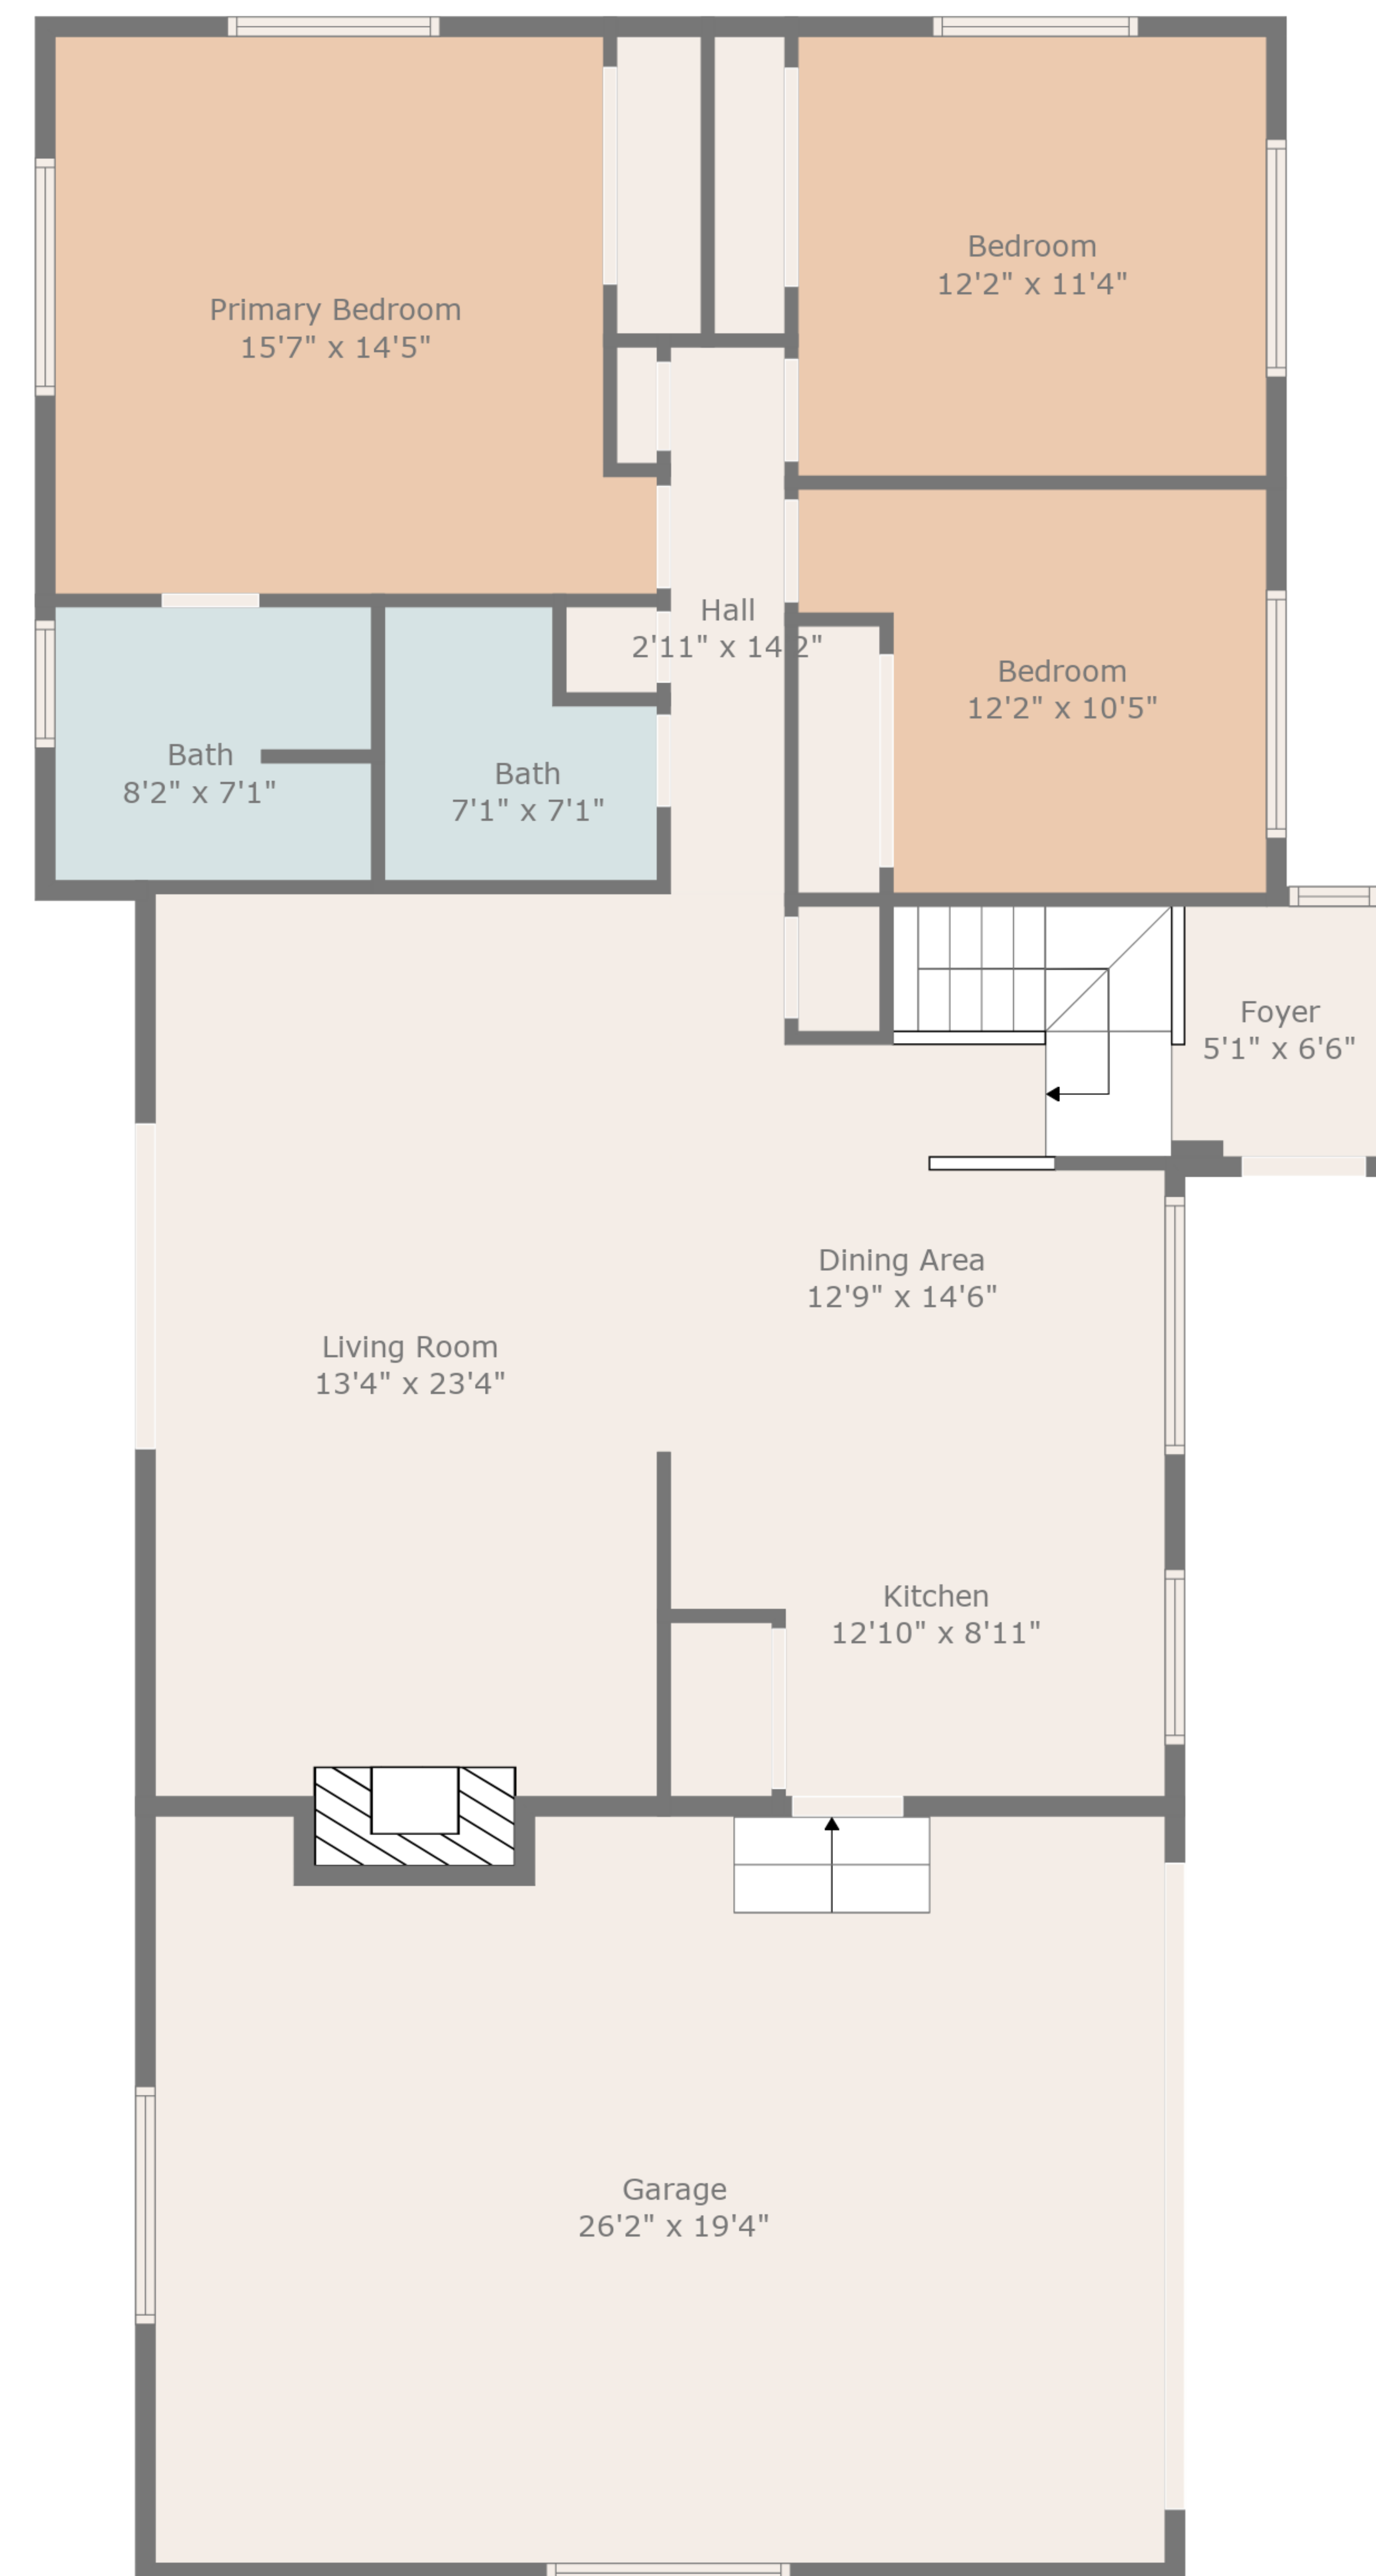 Bedroom
12'2" x 11'4"
Primary Bedroom
15'7" x 14'5"
Hall
2'11" x 14'2"
Bedroom
12'2" x 10'5"
Bath
8'2" x 7'1"
Bath
7'1" x 7'1"
Foyer
5'1" x 6'6"
Dining Area
12'9" x 14'6"
Living Room
13'4" x 23'4"
Kitchen
12'10" x 8'11"
Garage
26'2" x 19'4"